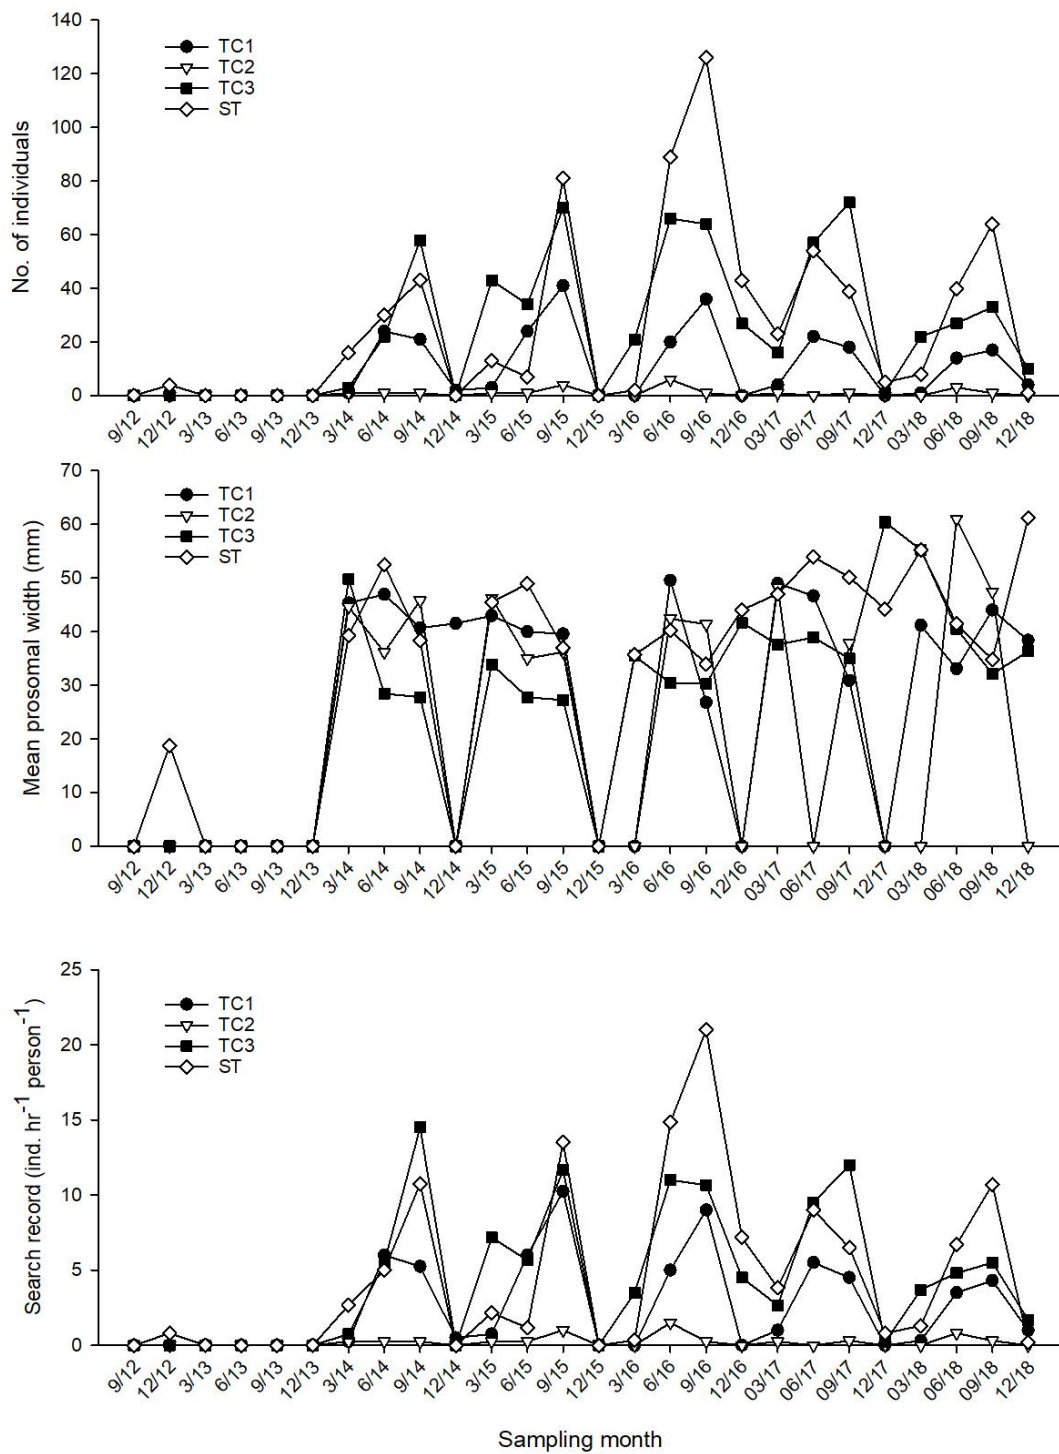 140
120
100
80
60
40
20
0
No. of individuals
TC1
TC2
TC3
ST
9/12 12/12 3/13 6/13 9/13 12/13 3/14 6/14 9/14 12/14 3/15 6/15 9/15 12/15 3/16 6/16 9/16 12/16 03/17 06/17 09/17 12/17 03/18 06/18 09/18 12/18
70
60
50
40
30
20
10
0
Mean prosomal width (mm)
TC1
TC2
TC3
ST
9/12 12/12 3/13 6/13 9/13 12/13 3/14 6/14 9/14 12/14 3/15 6/15 9/15 12/15 3/16 6/16 9/16 12/16 03/17 06/17 09/17 12/17 03/18 06/18 09/18 12/18
25
20
15
10
5
0
Search record (ind. hr⁻¹ person⁻¹)
TC1
TC2
TC3
ST
9/12 12/12 3/13 6/13 9/13 12/13 3/14 6/14 9/14 12/14 3/15 6/15 9/15 12/15 3/16 6/16 9/16 12/16 03/17 06/17 09/17 12/17 03/18 06/18 09/18 12/18
Sampling month